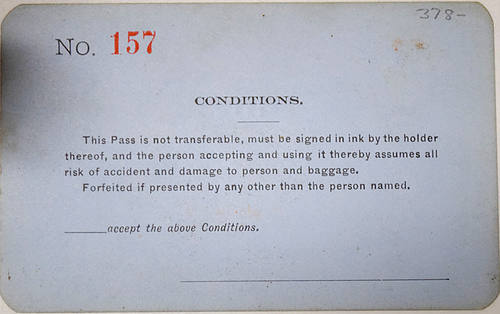 378-
No. 157
CONDITIONS.
This Pass is not transferable, must be signed in ink by the holder
thereof, and the person accepting and using it thereby assumes all
risk of accident and damage to person and baggage.
Forfeited if presented by any other than the person named.
______accept the above Conditions.